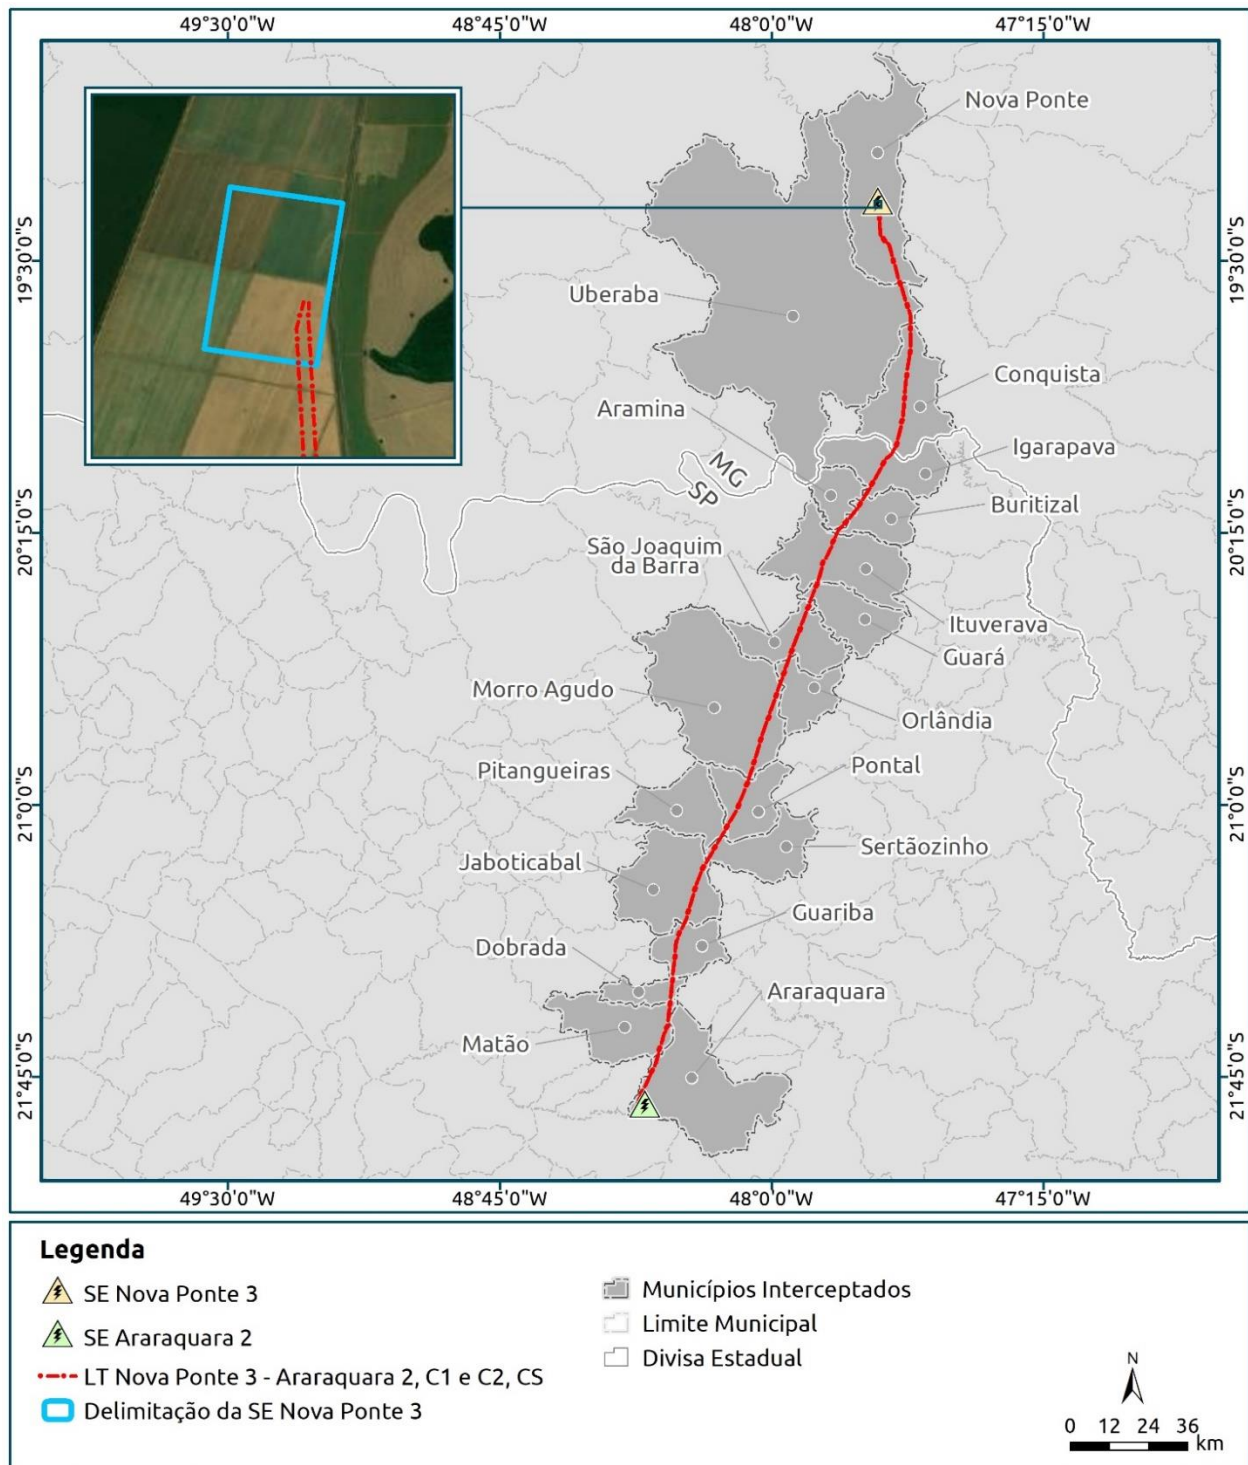 49°30'0"W
48°45'0"W
48°0'0"W
47°15'0"W
19°30'0"S
20°15'0"S
21°0'0"S
21°45'0"S
19°30'0"S
20°15'0"S
21°0'0"S
21°45'0"S
Nova Ponte
Uberaba
Conquista
Aramina
Igarapava
MG
SP
Buritizal
São Joaquim
da Barra
Ituverava
Guará
Morro Agudo
Orlândia
Pontal
Pitangueiras
Sertãozinho
Jaboticabal
Guariba
Dobrada
Araraquara
Matão
49°30'0"W
48°45'0"W
48°0'0"W
47°15'0"W
Legenda
SE Nova Ponte 3
SE Araraquara 2
LT Nova Ponte 3 - Araraquara 2, C1 e C2, CS
Delimitação da SE Nova Ponte 3
Municípios Interceptados
Limite Municipal
Divisa Estadual
N
0 12 24 36
km